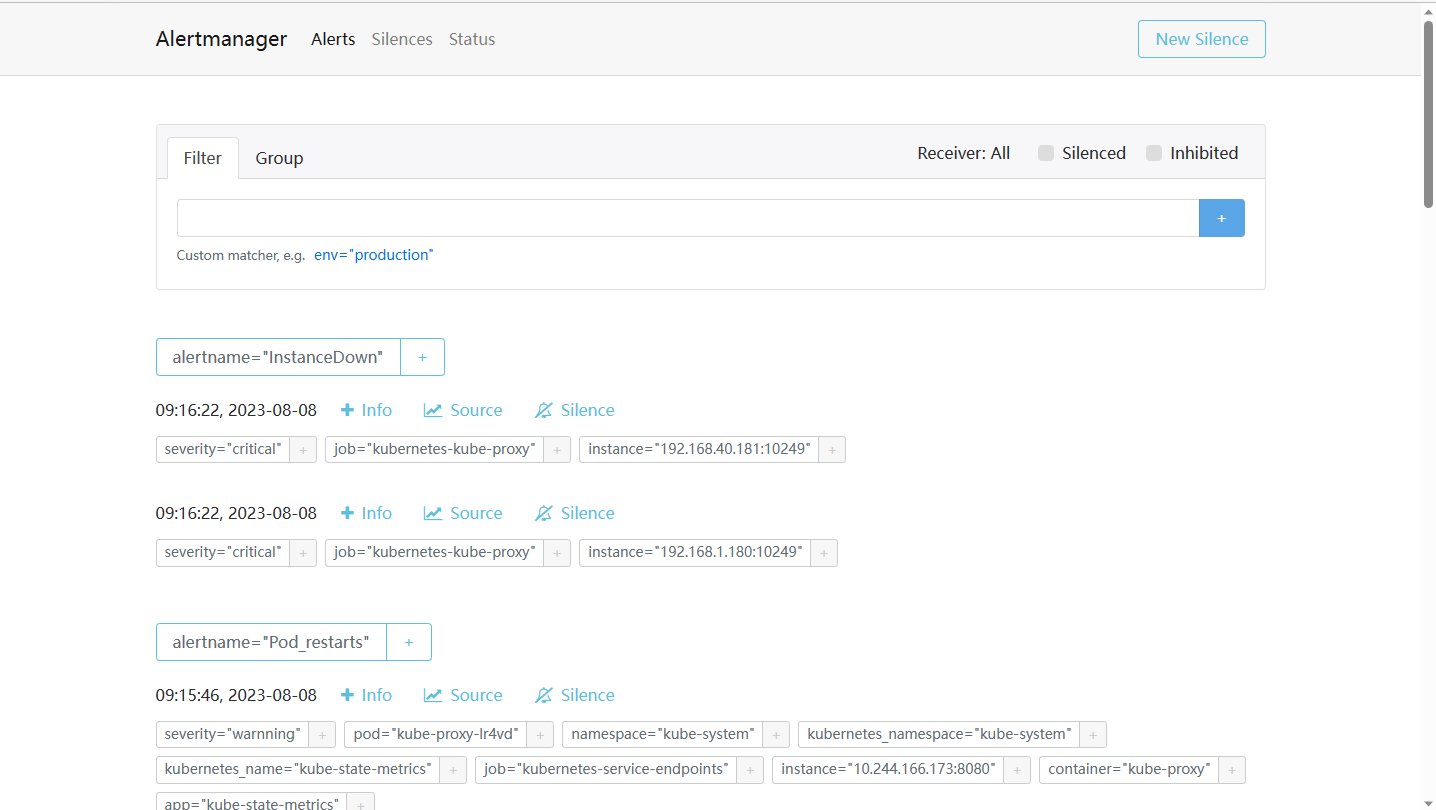 Alertmanager Alerts Silences Status New Silence
Filter Group Receiver: All Silenced Inhibited
+
Custom matcher, e.g. env="production"
alertname="InstanceDown" +
09:16:22, 2023-08-08 + Info Source Silence
severity="critical" + job="kubernetes-kube-proxy" + instance="192.168.40.181:10249" +
09:16:22, 2023-08-08 + Info Source Silence
severity="critical" + job="kubernetes-kube-proxy" + instance="192.168.1.180:10249" +
alertname="Pod_restarts" +
09:15:46, 2023-08-08 + Info Source Silence
severity="warnning" + pod="kube-proxy-lr4vd" + namespace="kube-system" + kubernetes_namespace="kube-system" +
kubernetes_name="kube-state-metrics" + job="kubernetes-service-endpoints" + instance="10.244.166.173:8080" + container="kube-proxy" +
app="kube-state-metrics" +